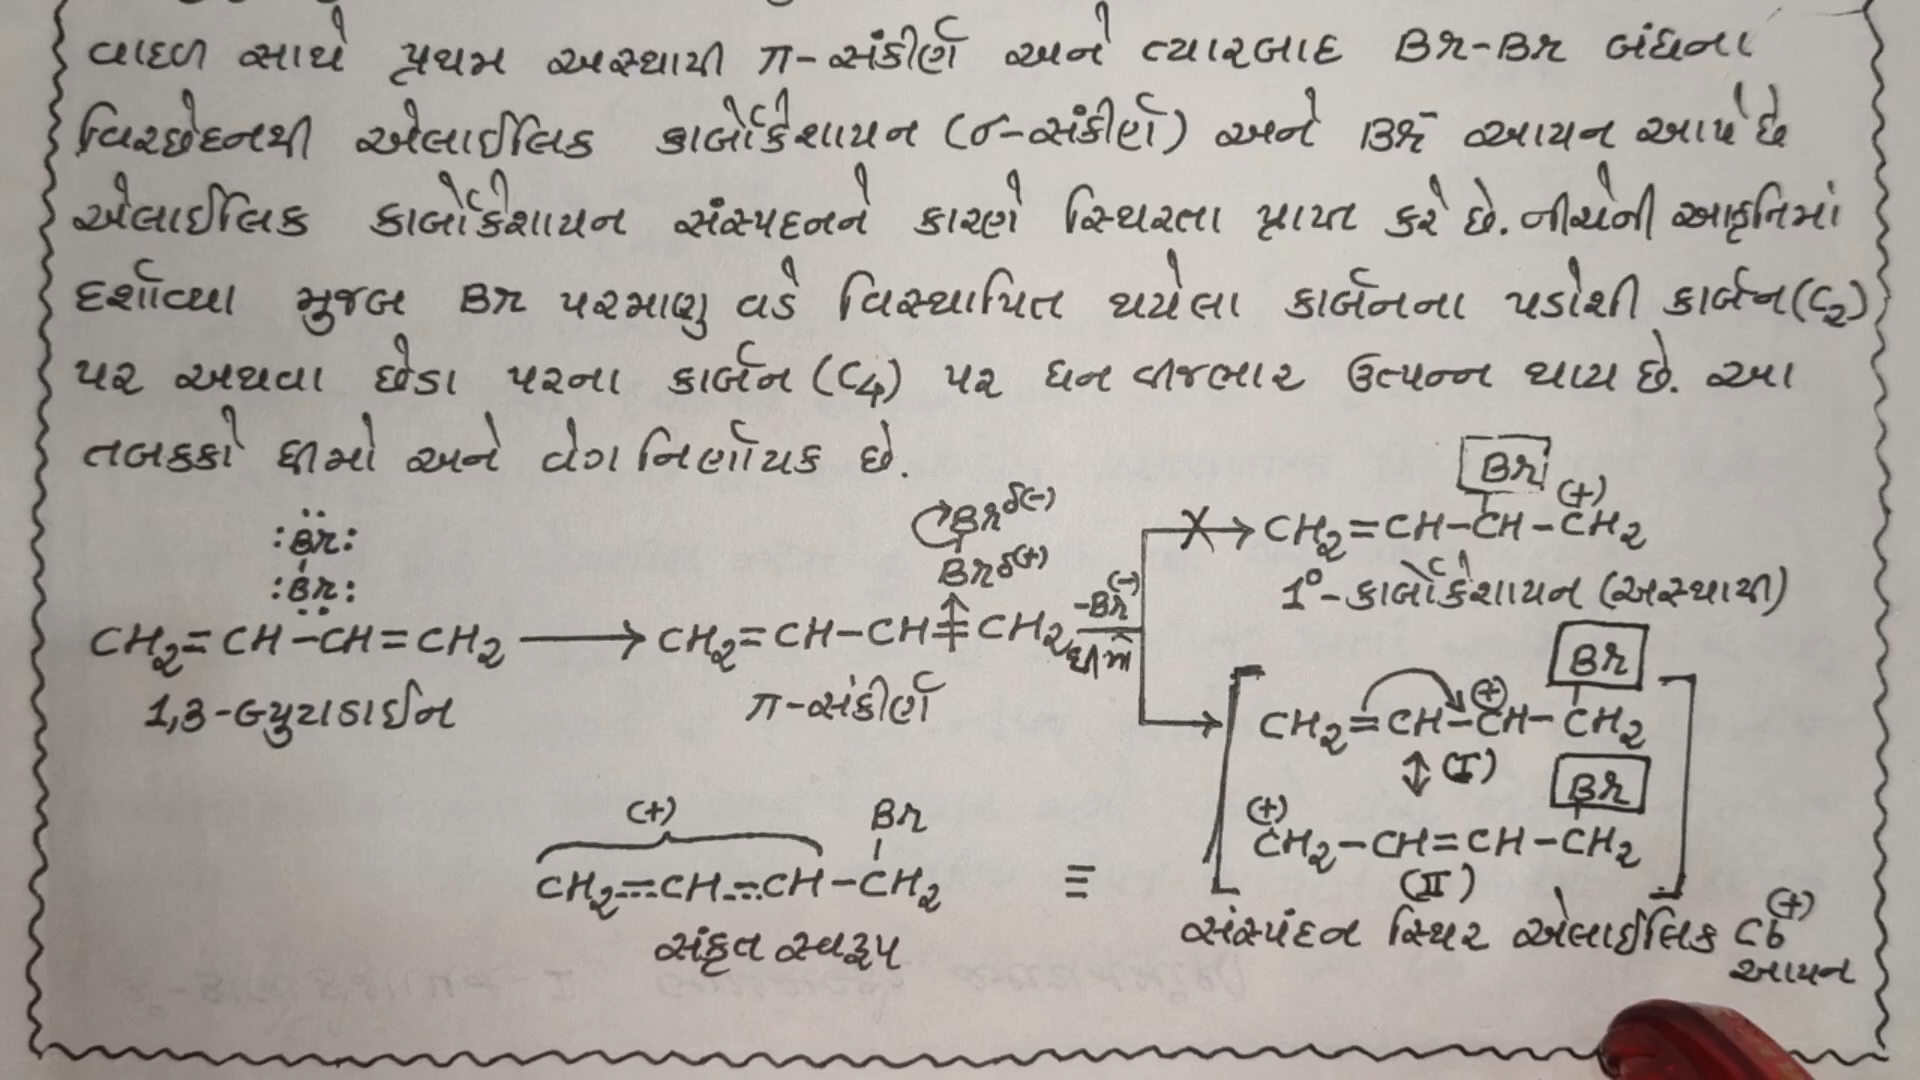 વાદળ સાથે પ્રથમ અસ્થાયી π-સંકીર્ણ અને ત્યારબાદ Br-Br બંધના
વિચ્છેદનથી એલાઈલિક કાર્બોકેટાયન (σ-સંકીર્ણ) અને Br⁻ આયન આપે છે
એલાઈલિક કાર્બોકેટાયન સંસ્પદનને કારણે સ્થિરતા પ્રાપ્ત કરે છે. નીચેની આકૃતિમાં
દર્શાવ્યા મુજબ Br પરમાણુ વડે વિસ્થાપિત થયેલા કાર્બનના પડોશી કાર્બન(C₂)
પર અથવા છેડા પરના કાર્બન (C₄) પર ધન વીજભાર ઉત્પન્ન થાય છે. આ
તબકકો ધીમો અને વેગ નિર્ણાયક છે.
Br (+)
CH₂=CH-CH-CH₂
1°-કાર્બોકેટાયન (અસ્થાયી)
:Br:
:Br:
CH₂=CH-CH=CH₂
1,3-બ્યુટાડાઈન
Br δ(-)
Br δ(+)
CH₂=CH-CH=CH₂
π-સંકીર્ણ
-Br(-)
ધીમો
Br
(+)
CH₂=CH-CH-CH₂
(I)
Br
(+)
CH₂-CH=CH-CH₂
(II)
(+) Br
CH₂=CH=CH-CH₂ ≡
સંકૃત સ્વરૂપ
સંસ્પંદન સ્થિર એલાઈલિક Cb(+)
આયન